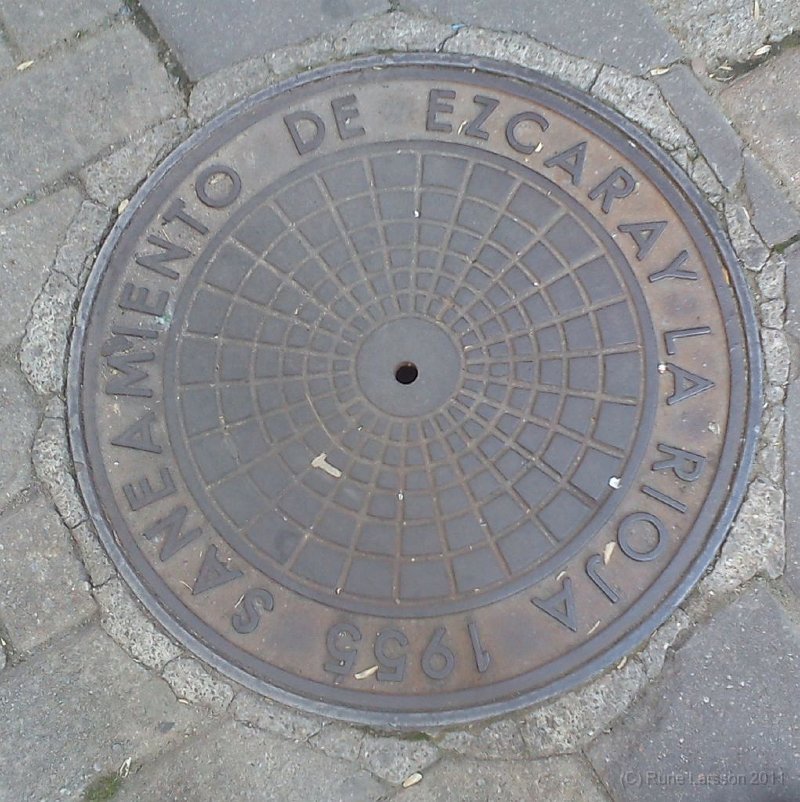 SANEAMIENTO DE EZCARAY LA RIOJA 1955
(C) Rune Larsson 2011